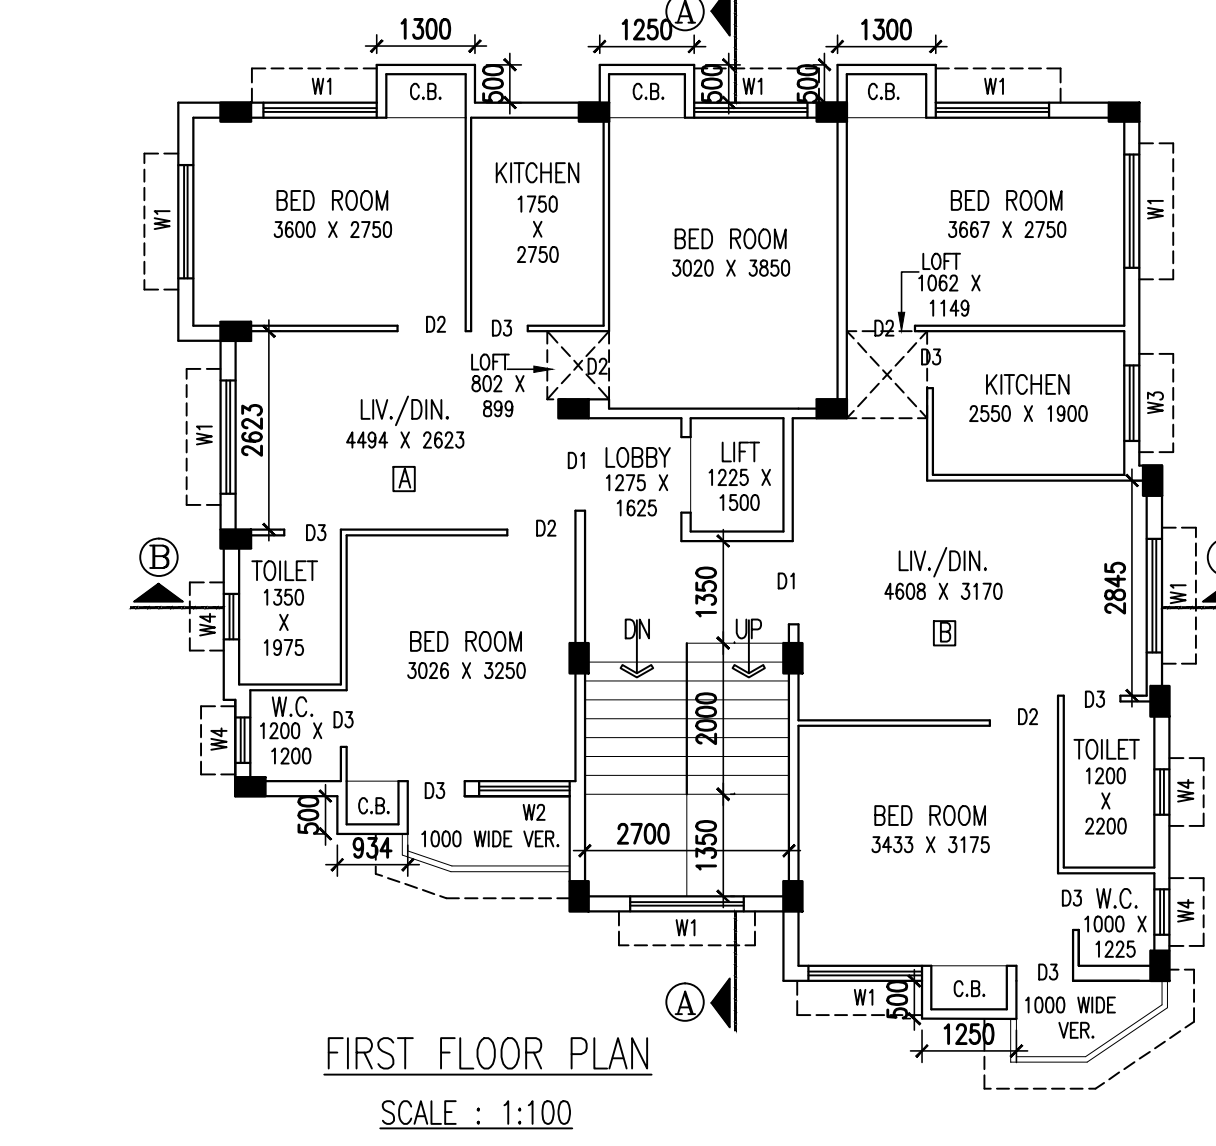 A
1300
1250
1300
500
500
500
W1
C.B.
C.B.
W1
C.B.
W1
KITCHEN
1750
X
2750
BED ROOM
3600 X 2750
BED ROOM
3020 X 3850
BED ROOM
3667 X 2750
W1
W1
LOFT
1062 X
1149
D2
D3
D2
D3
LOFT
802 X
899
D2
KITCHEN
2550 X 1900
W3
W1
2623
LIV./DIN.
4494 X 2623
A
D1
LOBBY
1275 X
1625
LIFT
1225 X
1500
D3
D2
B
TOILET
1350
X
1975
W4
1350
D1
LIV./DIN.
4608 X 3170
B
2845
W1
BED ROOM
3026 X 3250
DN
UP
W.C.
1200 X
1200
D3
W4
2000
D2
D3
TOILET
1200
X
2200
W4
C.B.
D3
W2
1000 WIDE VER.
500
934
2700
1350
BED ROOM
3433 X 3175
W1
D3
W.C.
1000 X
1225
W4
A
W1
500
C.B.
D3
1000 WIDE
VER.
1250
FIRST FLOOR PLAN
SCALE : 1:100